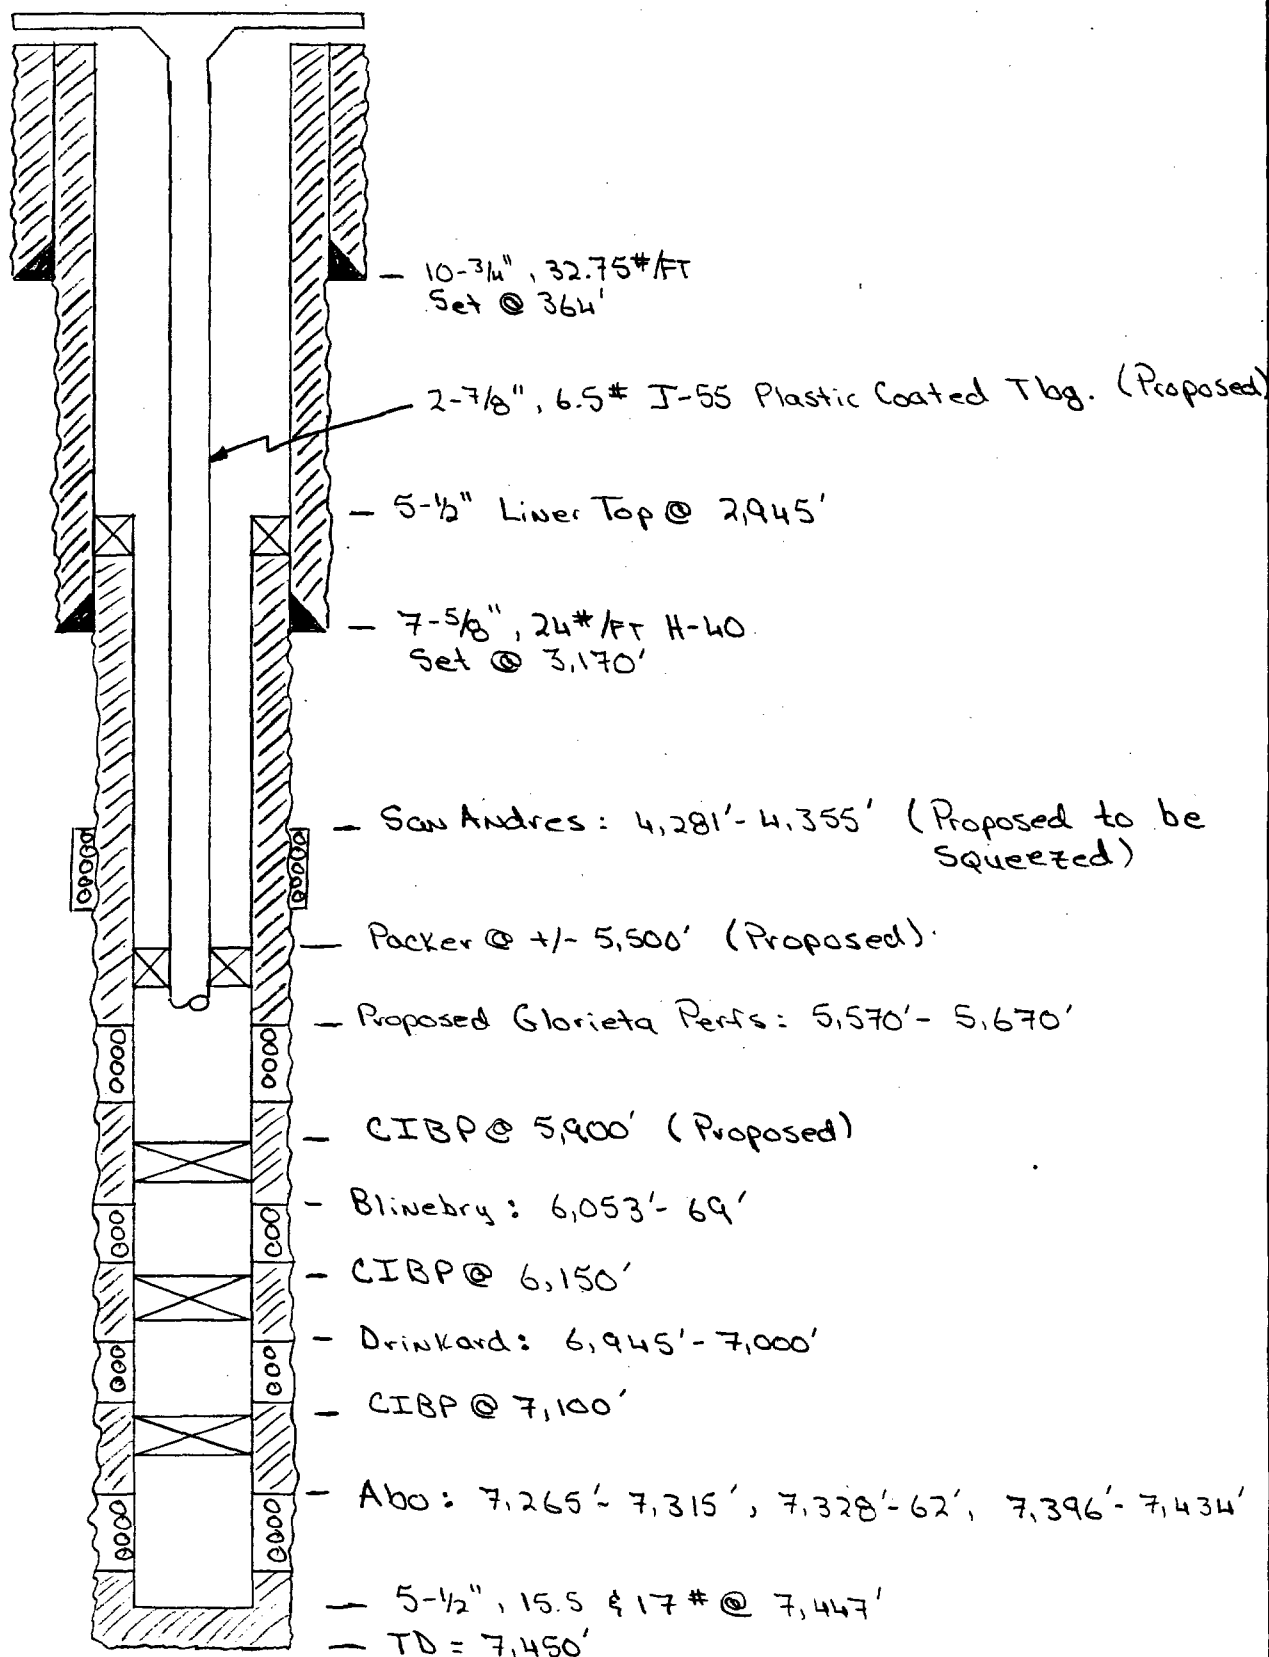 10-3/4", 32.75#/FT
Set @ 364'
2-7/8", 6.5# J-55 Plastic Coated Tbg. (Proposed)
5-1/2" Liner Top @ 2,945'
7-5/8", 24#/FT H-40
Set @ 3,170'
San Andres: 4,281'- 4,355' (Proposed to be
Squeezed)
Packer @ +/- 5,500' (Proposed)
Proposed Glorieta Perfs: 5,570'- 5,670'
CIBP @ 5,900' (Proposed)
Blinebry: 6,053'- 69'
CIBP @ 6,150'
Drinkard: 6,945'- 7,000'
CIBP @ 7,100'
Abo: 7,265'- 7,315', 7,328'-62', 7,396'- 7,434'
5-1/2", 15.5 & 17# @ 7,447'
TD = 7,450'